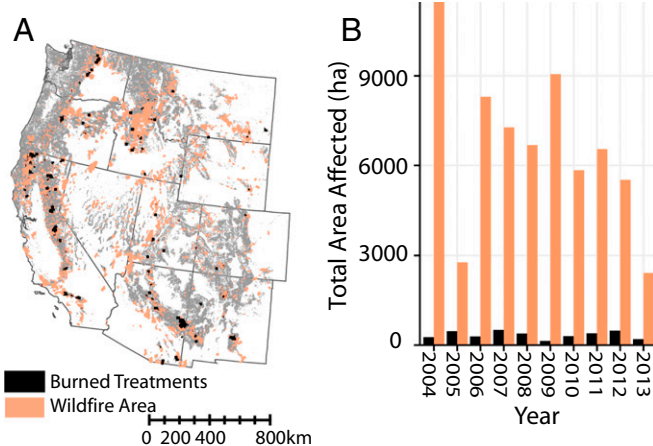 A
Burned Treatments
Wildfire Area
0 200 400 800km
B
Total Area Affected (ha)
9000
6000
3000
0
2004
2005
2006
2007
2008
2009
2010
2011
2012
2013
Year